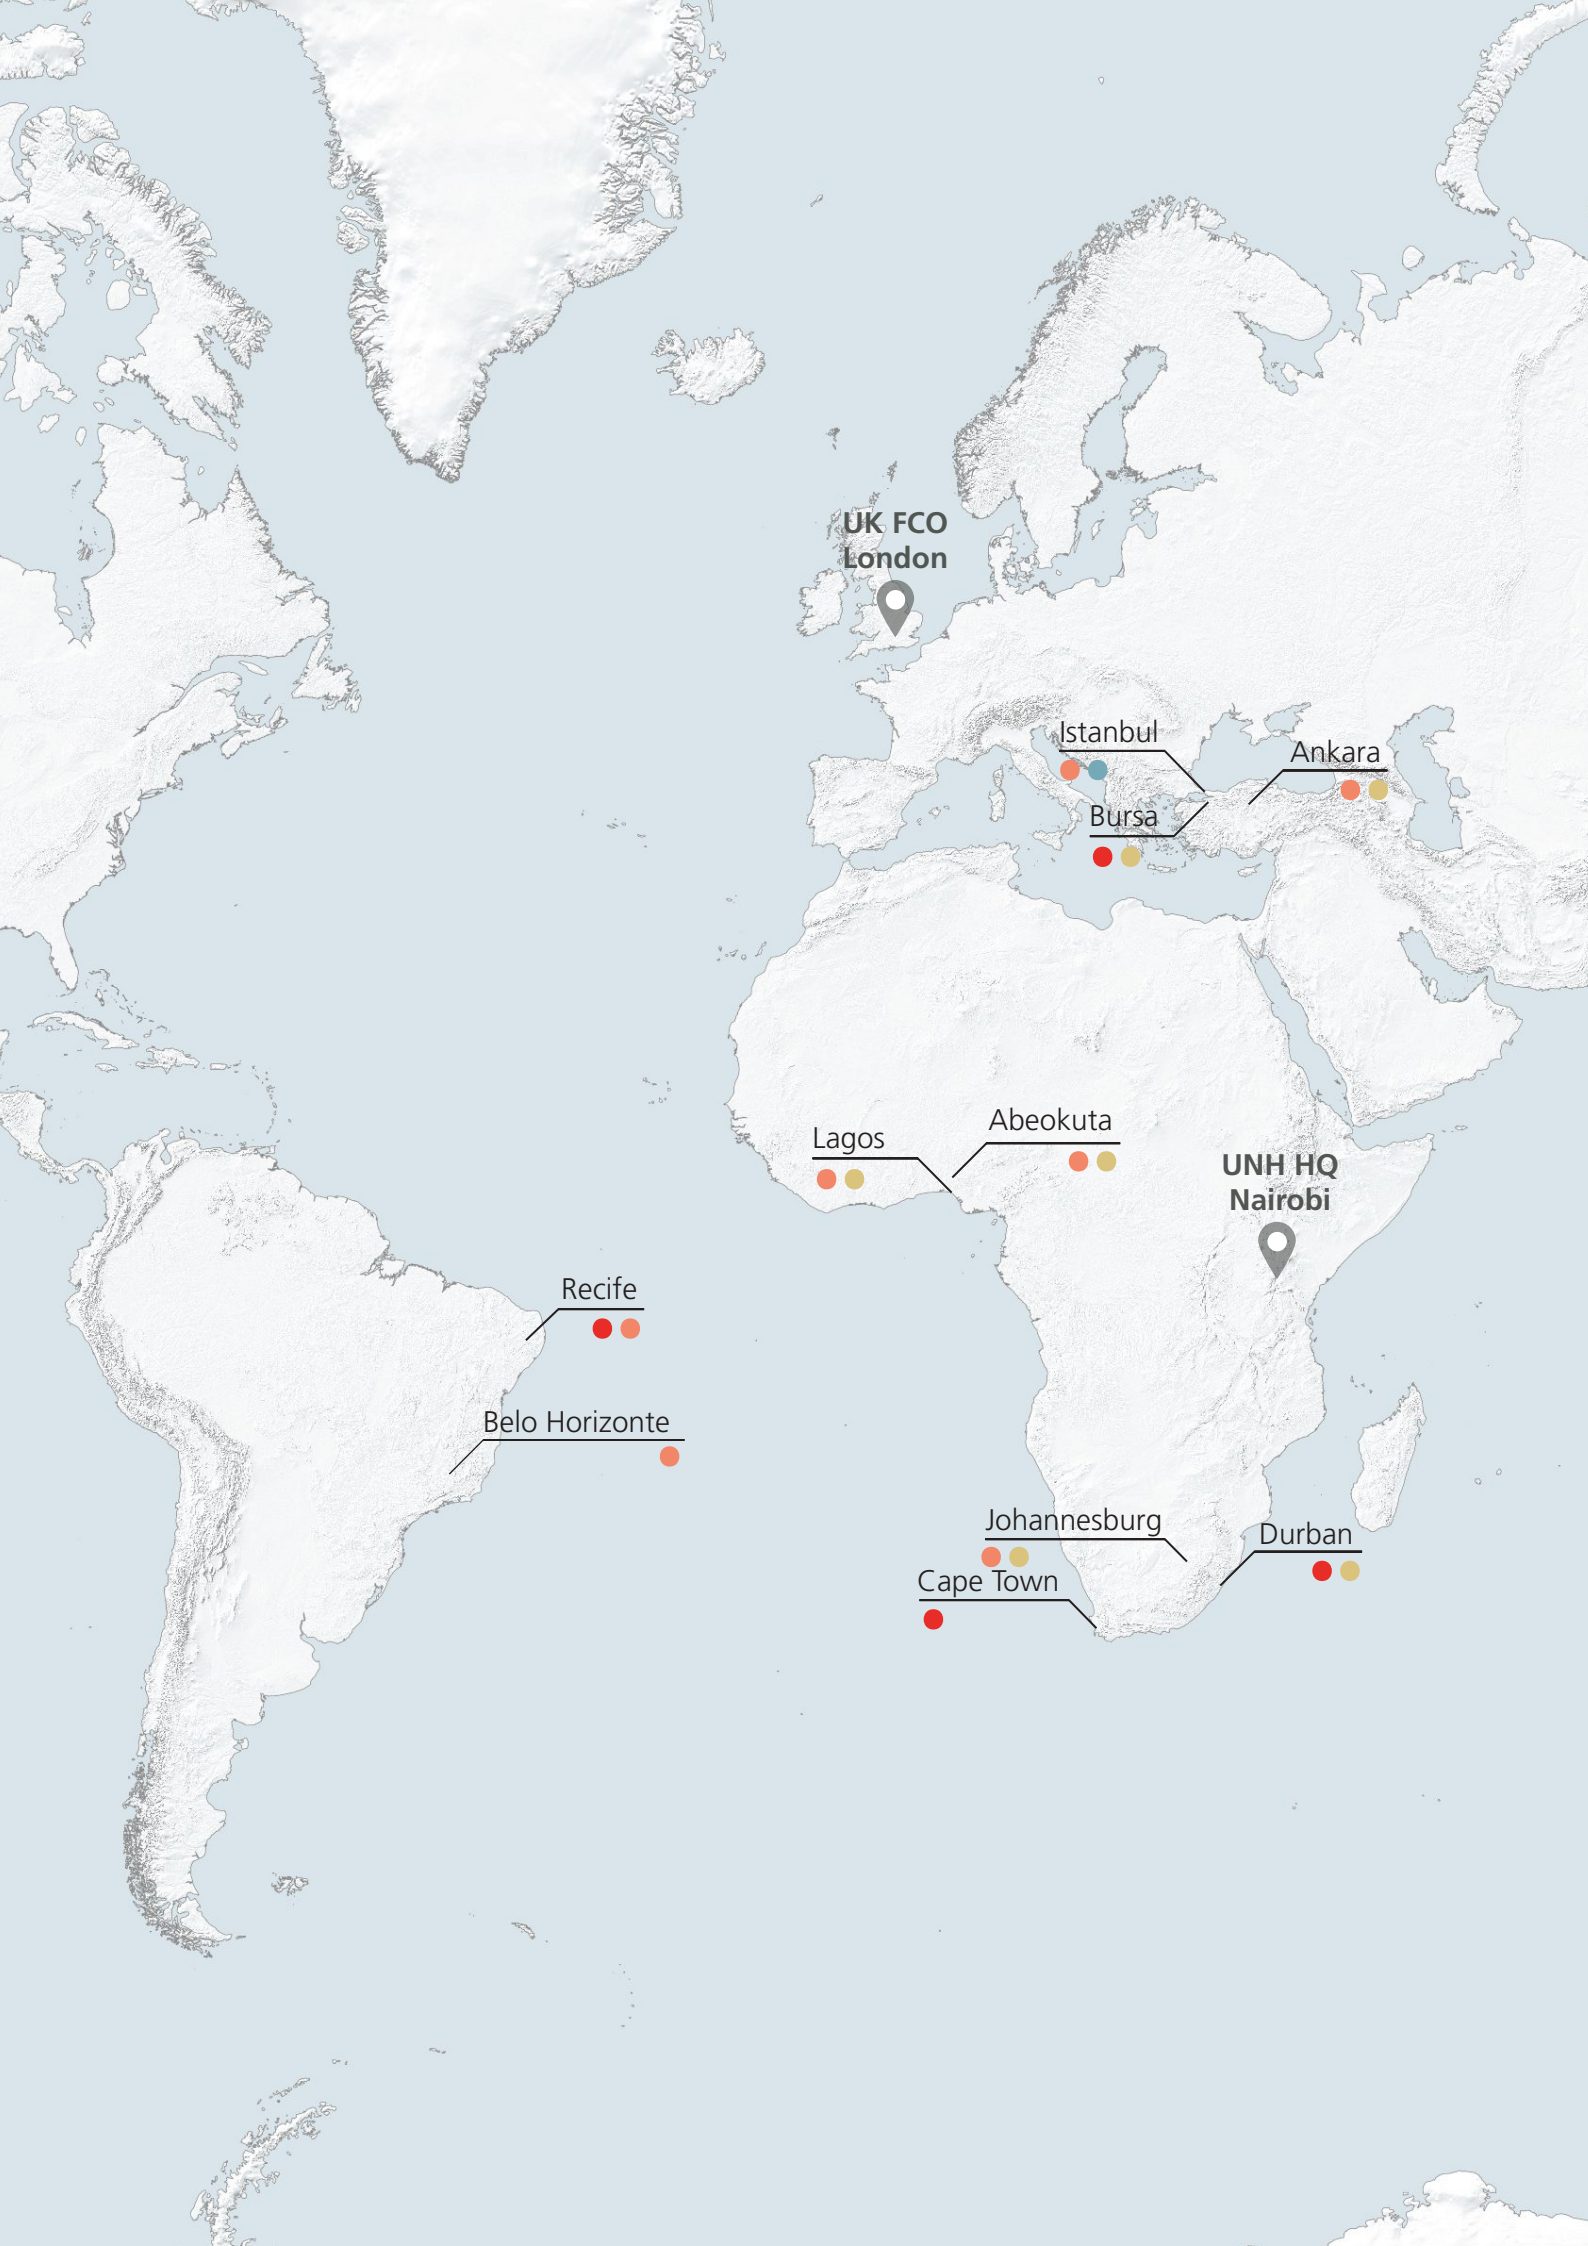 UK FCO
London
Istanbul
Ankara
Bursa
Abeokuta
Lagos
UNH HQ
Nairobi
Recife
Belo Horizonte
Johannesburg
Durban
Cape Town